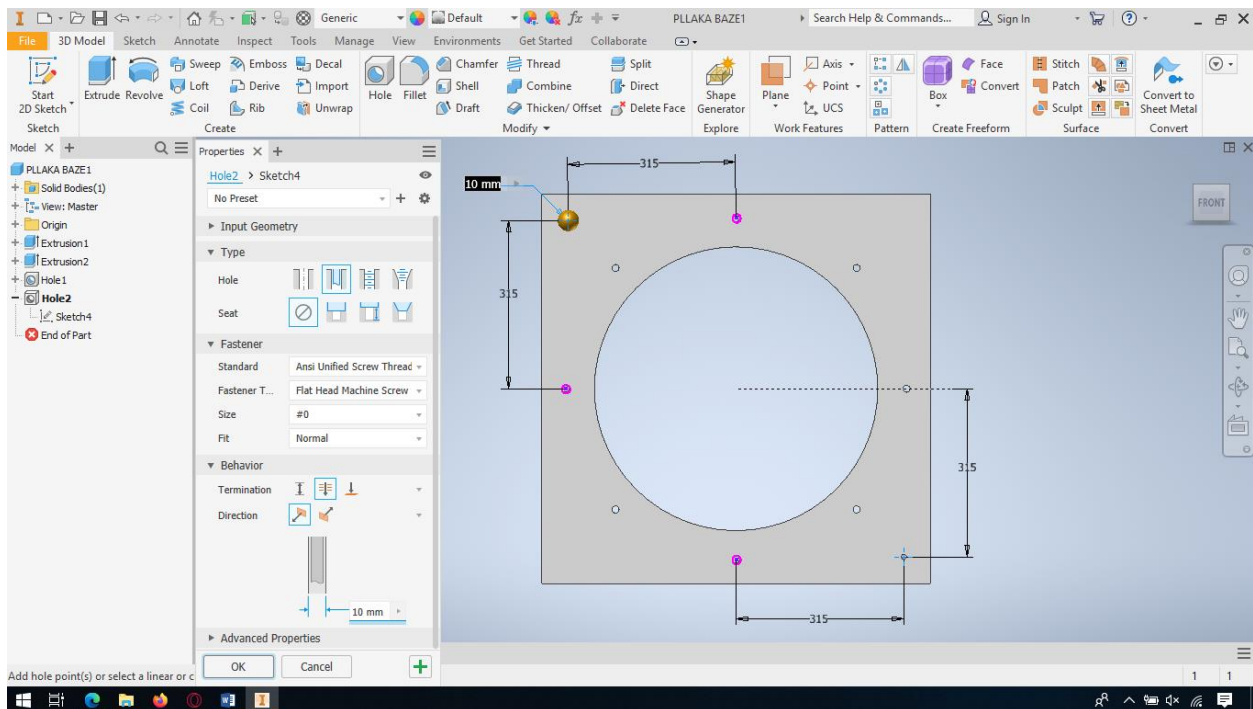 Generic Default fx PLLAKA BAZE1 Search Help & Commands... Sign In
File 3D Model Sketch Annotate Inspect Tools Manage View Environments Get Started Collaborate
Sweep Emboss Decal Chamfer Thread Split Axis Face Stitch
Start 2D Sketch Extrude Revolve Loft Derive Import Hole Fillet Shell Combine Direct Shape Generator Plane Point Box Convert Patch Convert to Sheet Metal
Coil Rib Unwrap Draft Thicken/ Offset Delete Face UCS Sculpt
Sketch Create Modify Explore Work Features Pattern Create Freeform Surface Convert
Model
PLLAKA BAZE1
Solid Bodies(1)
View: Master
Origin
Extrusion1
Extrusion2
Hole1
Hole2
Sketch4
End of Part
Properties
Hole2 > Sketch4
No Preset
Input Geometry
Type
Hole
Seat
Fastener
Standard Ansi Unified Screw Thread
Fastener T... Flat Head Machine Screw
Size #0
Fit Normal
Behavior
Termination
Direction
10 mm
Advanced Properties
OK Cancel
315
10 mm
FRONT
315
315
315
Add hole point(s) or select a linear or c
1 1